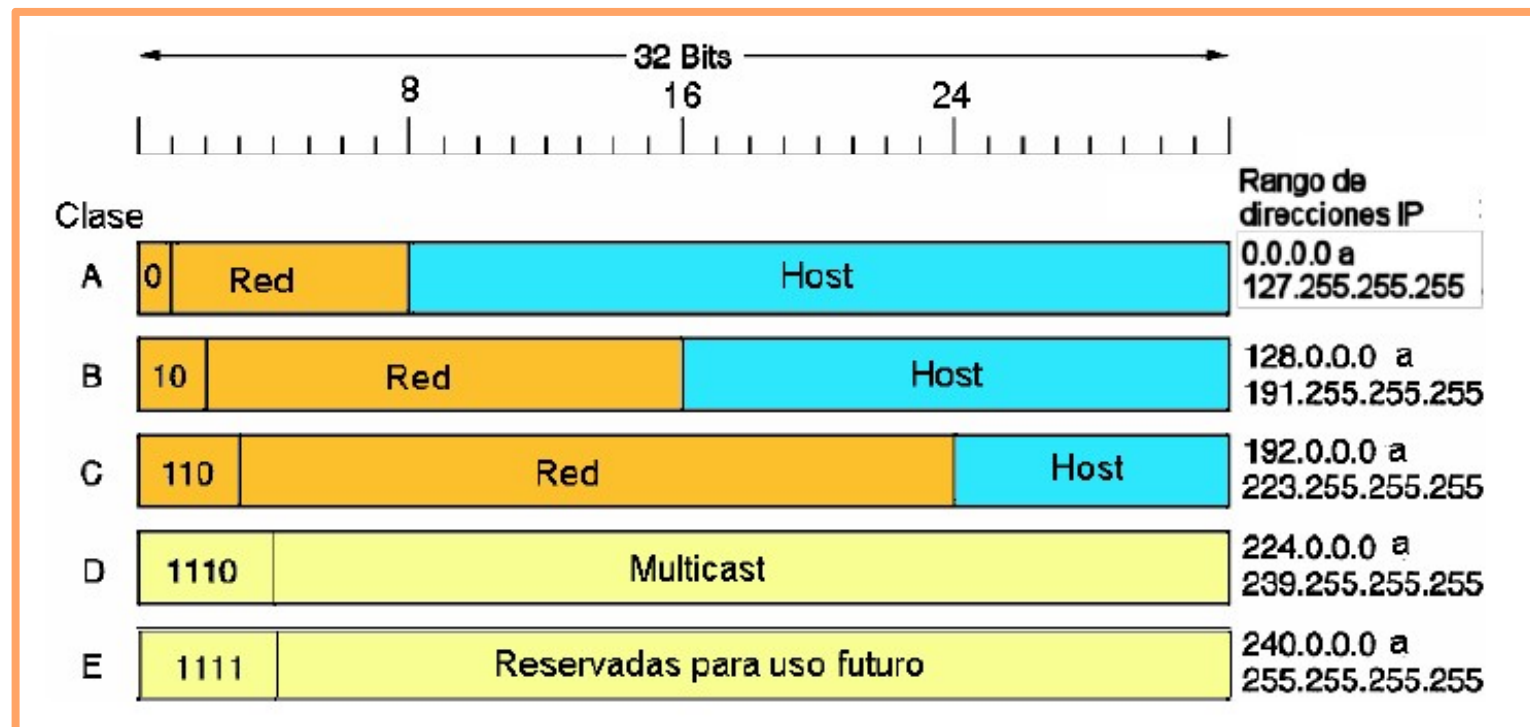 32 Bits
8 16 24
Rango de
direcciones IP
Clase
A 0 Red Host 0.0.0.0 a
127.255.255.255
B 10 Red Host 128.0.0.0 a
191.255.255.255
C 110 Red Host 192.0.0.0 a
223.255.255.255
D 1110 Multicast 224.0.0.0 a
239.255.255.255
E 1111 Reservadas para uso futuro 240.0.0.0 a
255.255.255.255